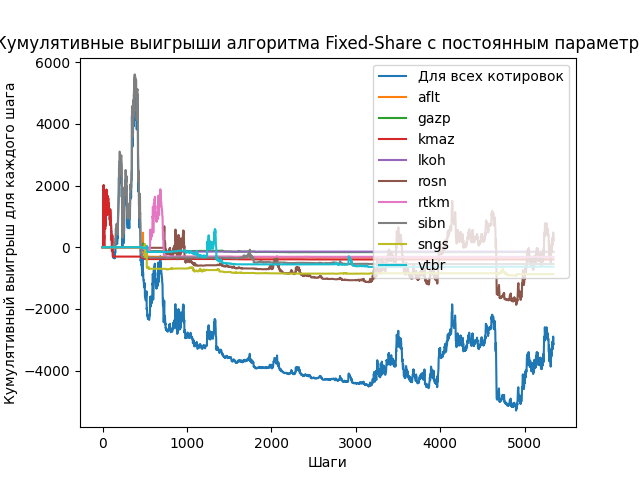 Кумулятивные выигрыши алгоритма Fixed-Share с постоянным параметр
6000
4000
2000
0
−2000
−4000
Кумулятивный выигрыш для каждого шага
Для всех котировок
aflt
gazp
kmaz
lkoh
rosn
rtkm
sibn
sngs
vtbr
0
1000
2000
3000
4000
5000
Шаги